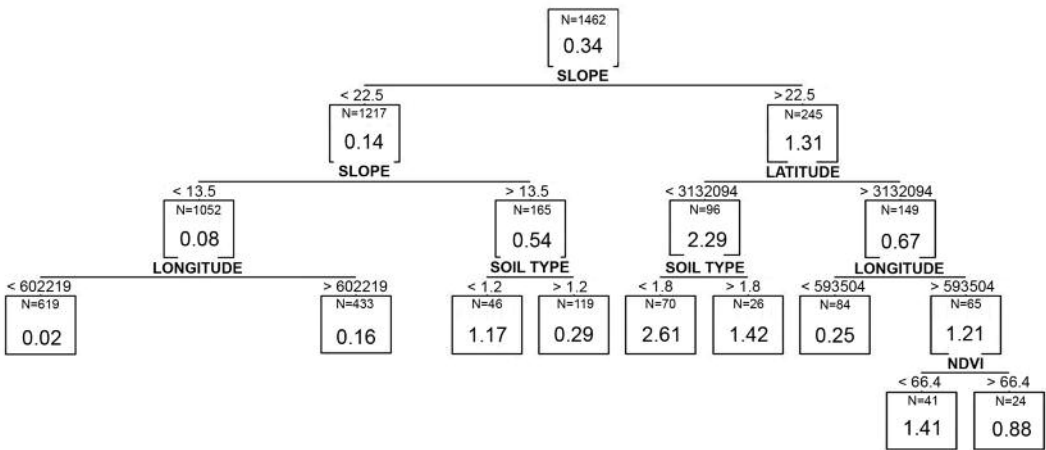 N=1462
0.34
SLOPE
< 22.5 > 22.5
N=1217 N=245
0.14 1.31
SLOPE LATITUDE
< 13.5 > 13.5 < 3132094 > 3132094
N=1052 N=165 N=96 N=149
0.08 0.54 2.29 0.67
LONGITUDE SOIL TYPE SOIL TYPE LONGITUDE
< 602219 > 602219 < 1.2 > 1.2 < 1.8 > 1.8 < 593504 > 593504
N=619 N=433 N=46 N=119 N=70 N=26 N=84 N=65
0.02 0.16 1.17 0.29 2.61 1.42 0.25 1.21
NDVI
< 66.4 > 66.4
N=41 N=24
1.41 0.88